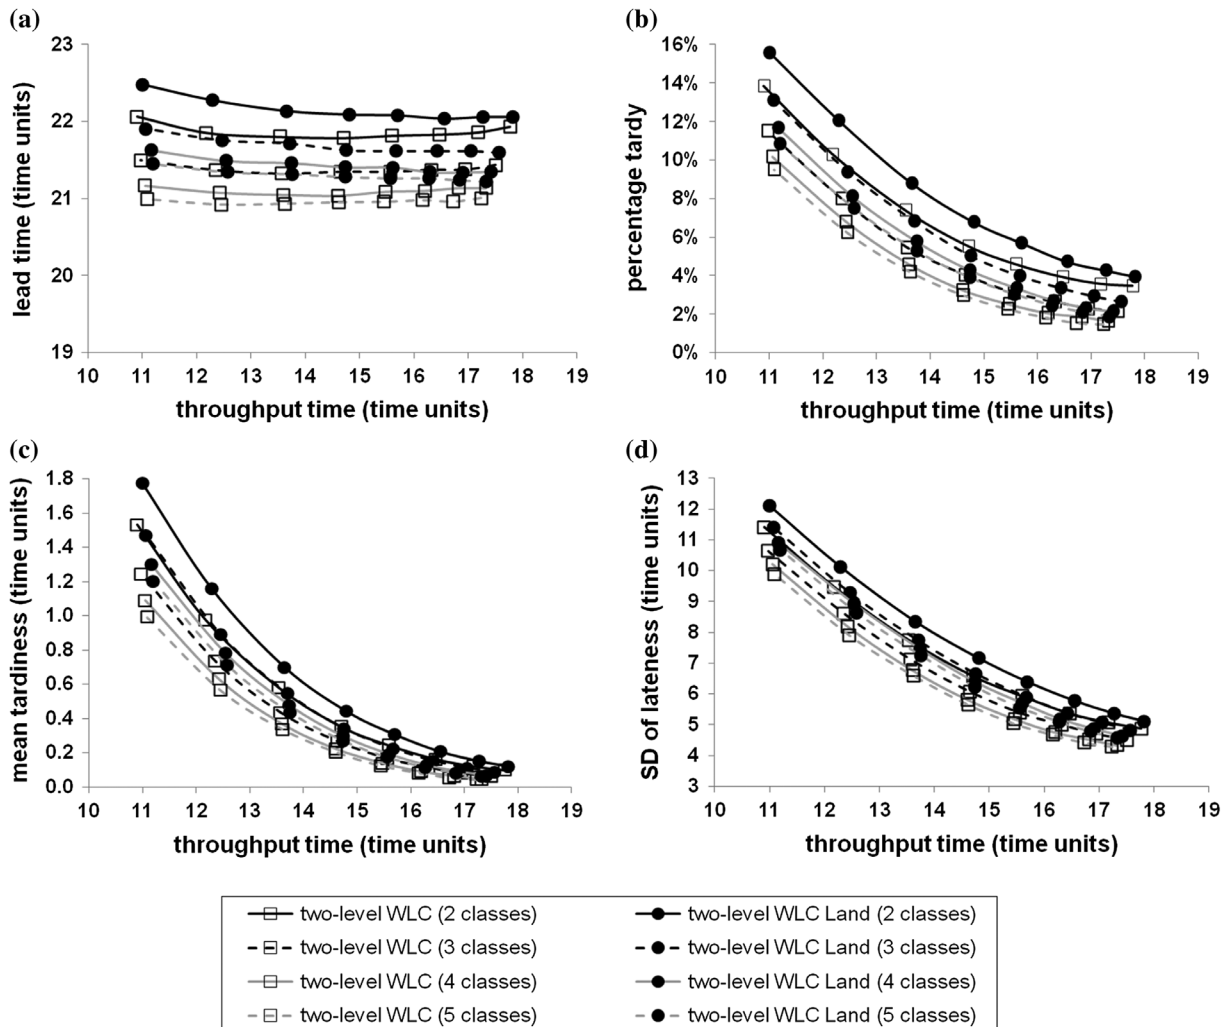 (a)
23
22
21
20
19
lead time (time units)
10 11 12 13 14 15 16 17 18 19
throughput time (time units)
(b)
16%
14%
12%
10%
8%
6%
4%
2%
0%
percentage tardy
10 11 12 13 14 15 16 17 18 19
throughput time (time units)
(c)
1.8
1.6
1.4
1.2
1.0
0.8
0.6
0.4
0.2
0.0
mean tardiness (time units)
10 11 12 13 14 15 16 17 18 19
throughput time (time units)
(d)
13
12
11
10
9
8
7
6
5
4
3
SD of lateness (time units)
10 11 12 13 14 15 16 17 18 19
throughput time (time units)
two-level WLC (2 classes)
two-level WLC (3 classes)
two-level WLC (4 classes)
two-level WLC (5 classes)
two-level WLC Land (2 classes)
two-level WLC Land (3 classes)
two-level WLC Land (4 classes)
two-level WLC Land (5 classes)